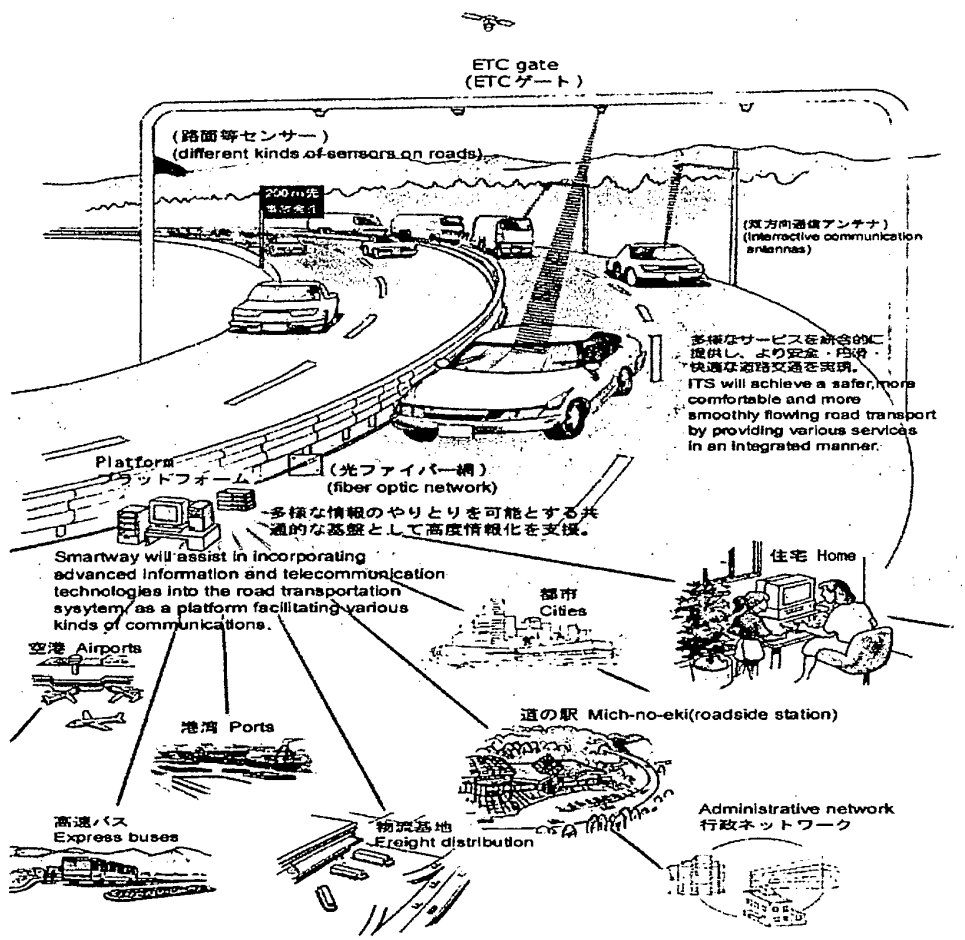 ETC gate
(ETCゲート)
(路面等センサー)
(different kinds of sensors on roads)
200m先
(双方向通信アンテナ)
(interractive communication
antennas)
多様なサービスを統合的に
提供し、より安全・円滑・
快適な道路交通を実現。
ITS will achieve a safer,more
comfortable and more
smoothly flowing road transport
by providing various services
in an integrated manner.
Platform
プラットフォーム
(光ファイバー網)
(fiber optic network)
多様な情報のやりとりを可能とする共
通的な基盤として高度情報化を支援。
Smartway will assist in incorporating
advanced information and telecommunication
technologies into the road transportation
sysytem, as a platform facilitating various
kinds of communications.
住宅 Home
都市
Cities
空港 Airports
港湾 Ports
道の駅 Mich-no-eki(roadside station)
高速バス
Express buses
物流基地
Freight distribution
Administrative network
行政ネットワーク